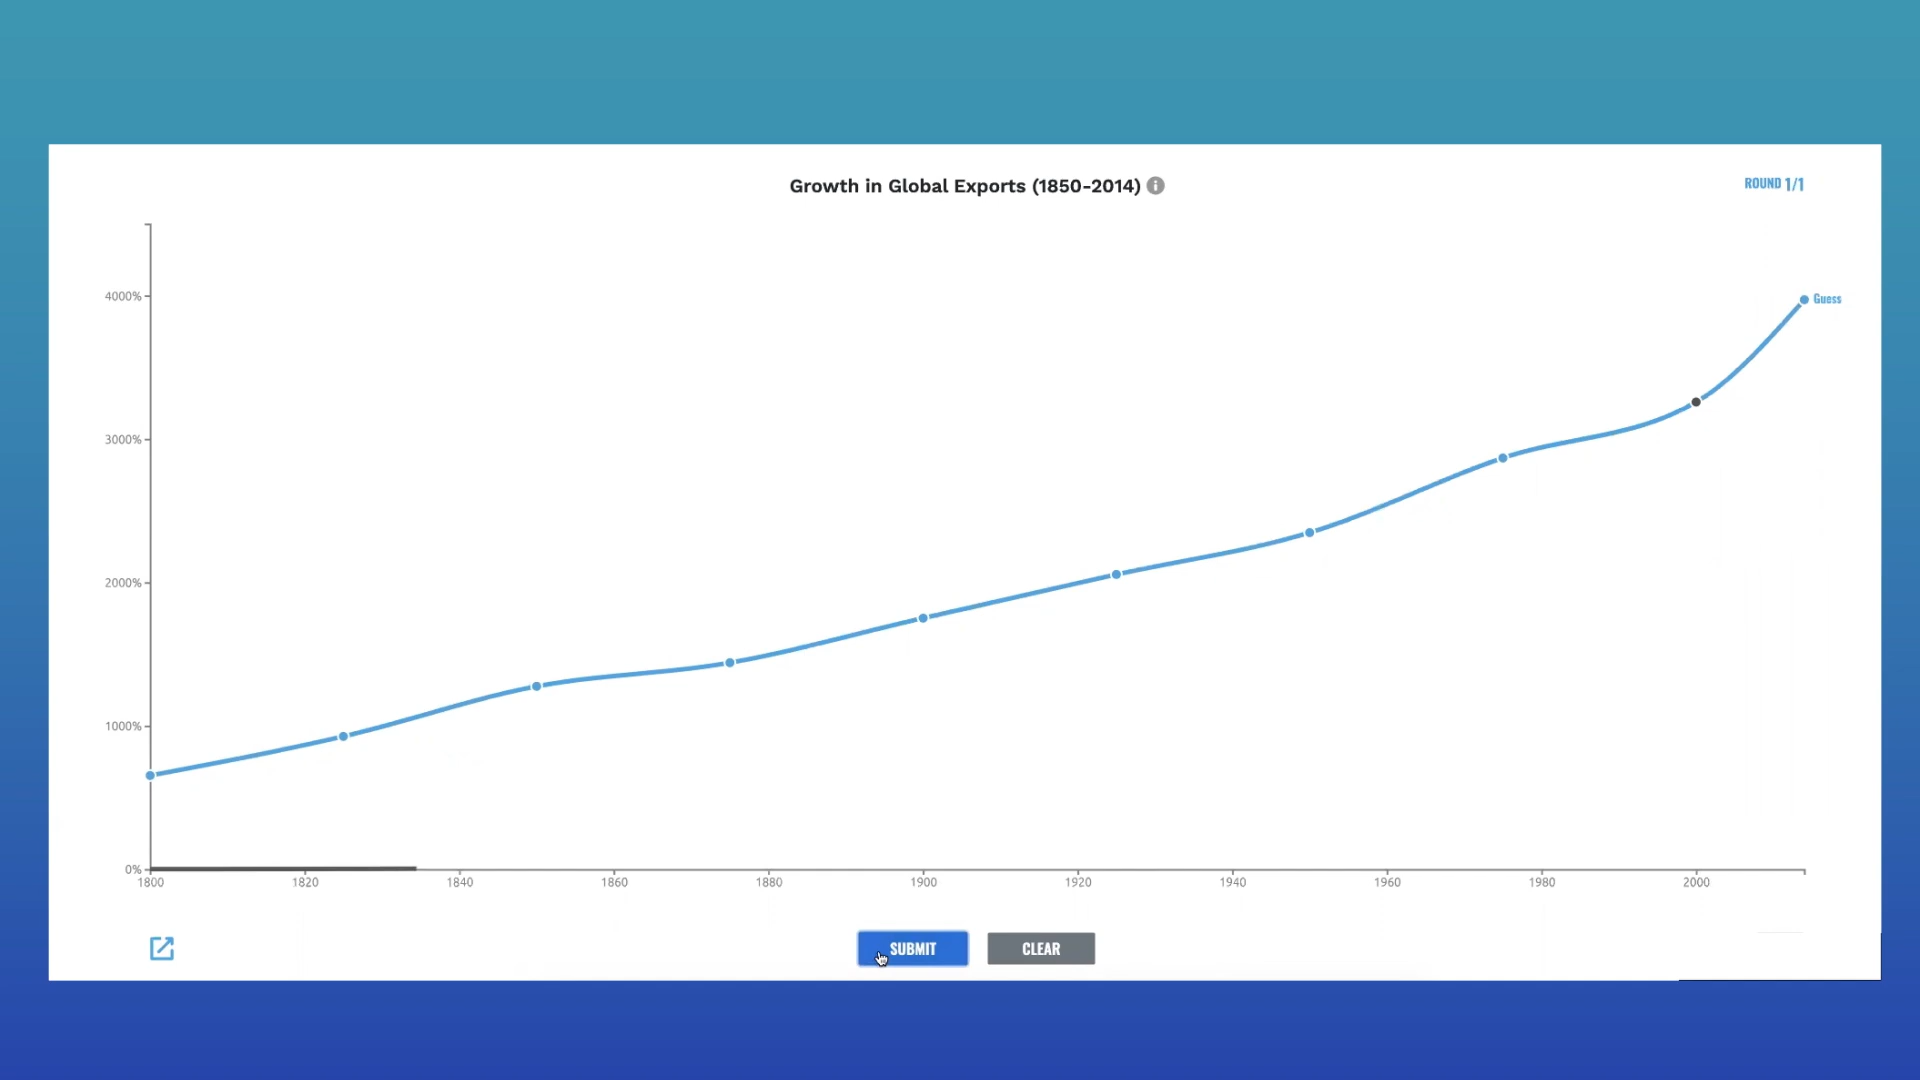 Growth in Global Exports (1850-2014)
ROUND 1/1
4000%
Guess
3000%
2000%
1000%
0%
1800 1820 1840 1860 1880 1900 1920 1940 1960 1980 2000
SUBMIT CLEAR